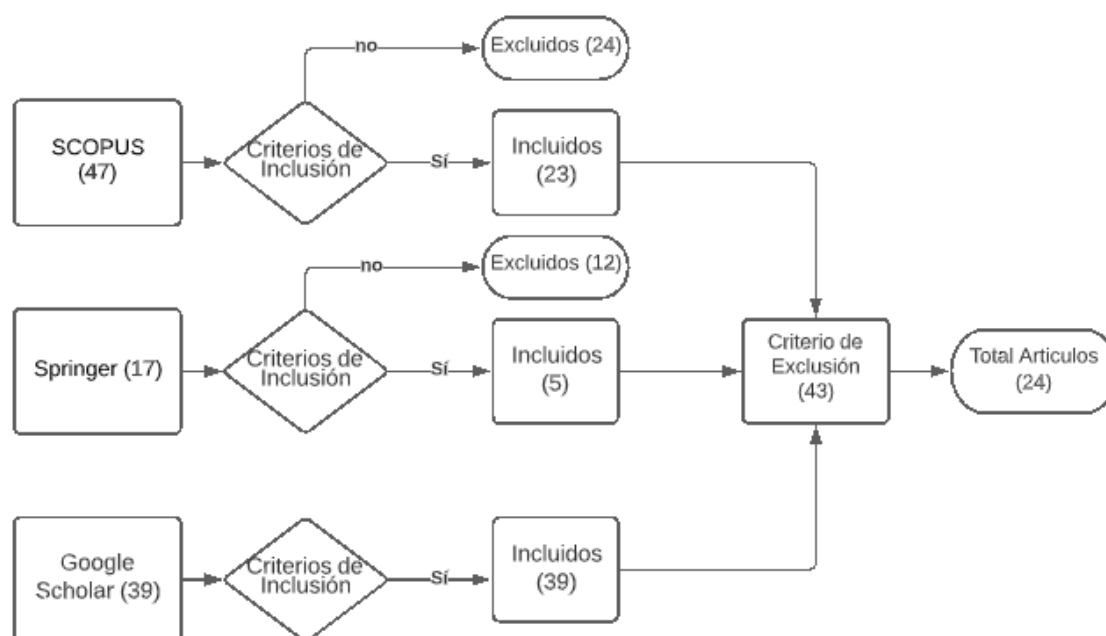 no
Excluidos (24)
SCOPUS
(47)
Criterios de
Inclusión
Sí
Incluidos
(23)
no
Excluidos (12)
Springer (17)
Criterios de
Inclusión
Sí
Incluidos
(5)
Criterio de
Exclusión
(43)
Total Articulos
(24)
Google
Scholar (39)
Criterios de
Inclusión
Sí
Incluidos
(39)